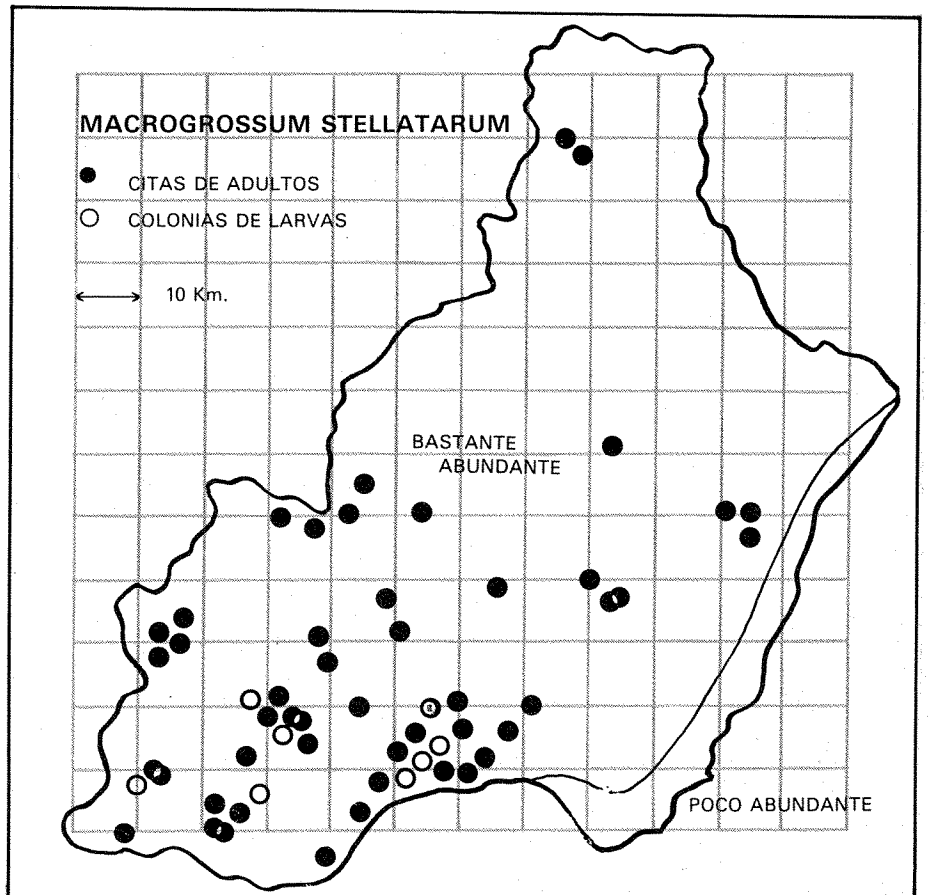 MACROGROSSUM STELLATARUM
CITAS DE ADULTOS
COLONIAS DE LARVAS
10 Km.
BASTANTE
ABUNDANTE
POCO ABUNDANTE